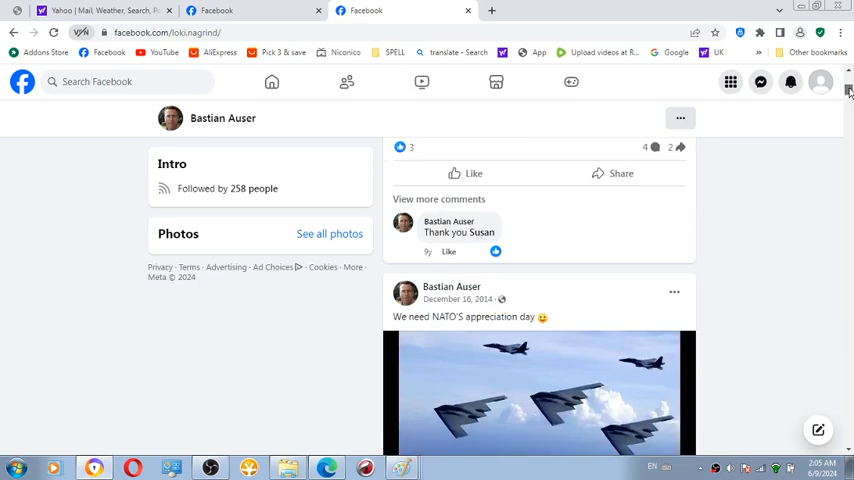 Yahoo | Mail, Weather, Search, Po
Facebook
Facebook
VPN
facebook.com/loki.nagrind/
Addons Store
Facebook
YouTube
AliExpress
Pick 3 & save
Niconico
SPELL
translate - Search
UK
App
Upload videos at R...
Google
UK
Other bookmarks
Search Facebook
Bastian Auser
Intro
Followed by 258 people
Photos
See all photos
Privacy · Terms · Advertising · Ad Choices · Cookies · More ·
Meta © 2024
3
4
2
Like
Share
View more comments
Bastian Auser
Thank you Susan
9y Like
Bastian Auser
December 16, 2014 ·
We need NATO'S appreciation day 😀
EN
2:05 AM
6/9/2024